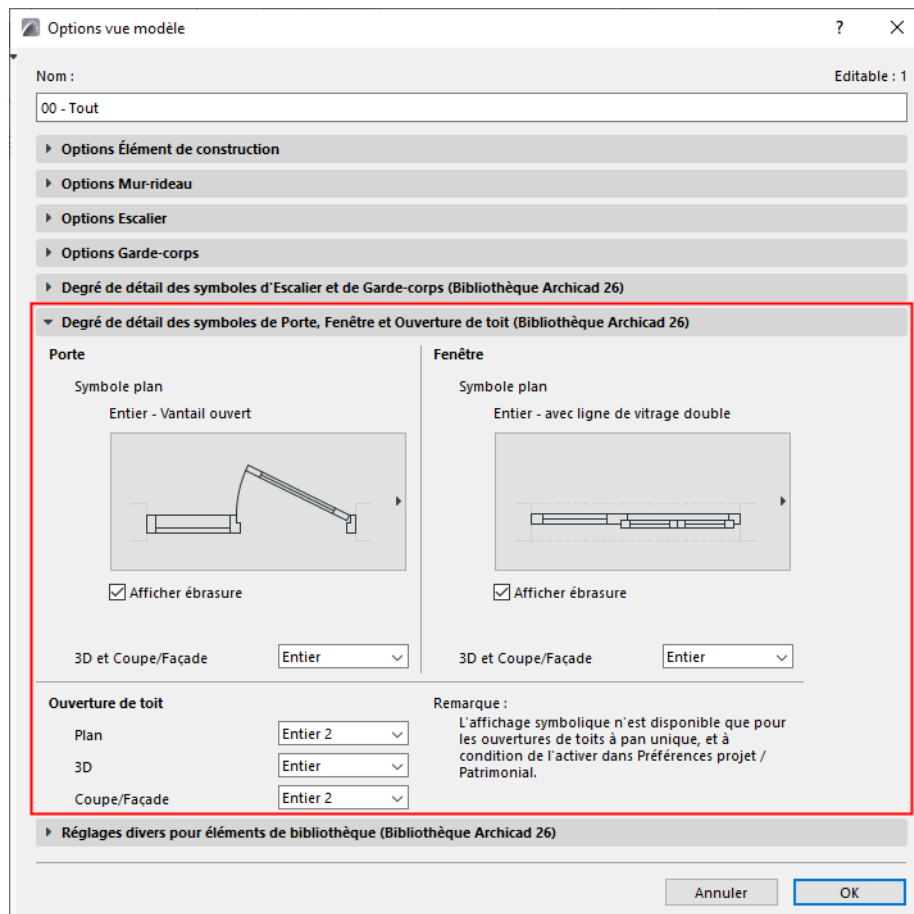 Options vue modèle
?
Nom :
Editable : 1
00 - Tout
Options Élément de construction
Options Mur-rideau
Options Escalier
Options Garde-corps
Degré de détail des symboles d'Escalier et de Garde-corps (Bibliothèque Archicad 26)
Degré de détail des symboles de Porte, Fenêtre et Ouverture de toit (Bibliothèque Archicad 26)
Porte
Symbole plan
Entier - Vantail ouvert
Afficher ébrasure
3D et Coupe/Façade
Entier
Fenêtre
Symbole plan
Entier - avec ligne de vitrage double
Afficher ébrasure
3D et Coupe/Façade
Entier
Ouverture de toit
Plan
Entier 2
3D
Entier
Coupe/Façade
Entier 2
Remarque :
L'affichage symbolique n'est disponible que pour
les ouvertures de toits à pan unique, et à
condition de l'activer dans Préférences projet /
Patrimonial.
Réglages divers pour éléments de bibliothèque (Bibliothèque Archicad 26)
Annuler
OK